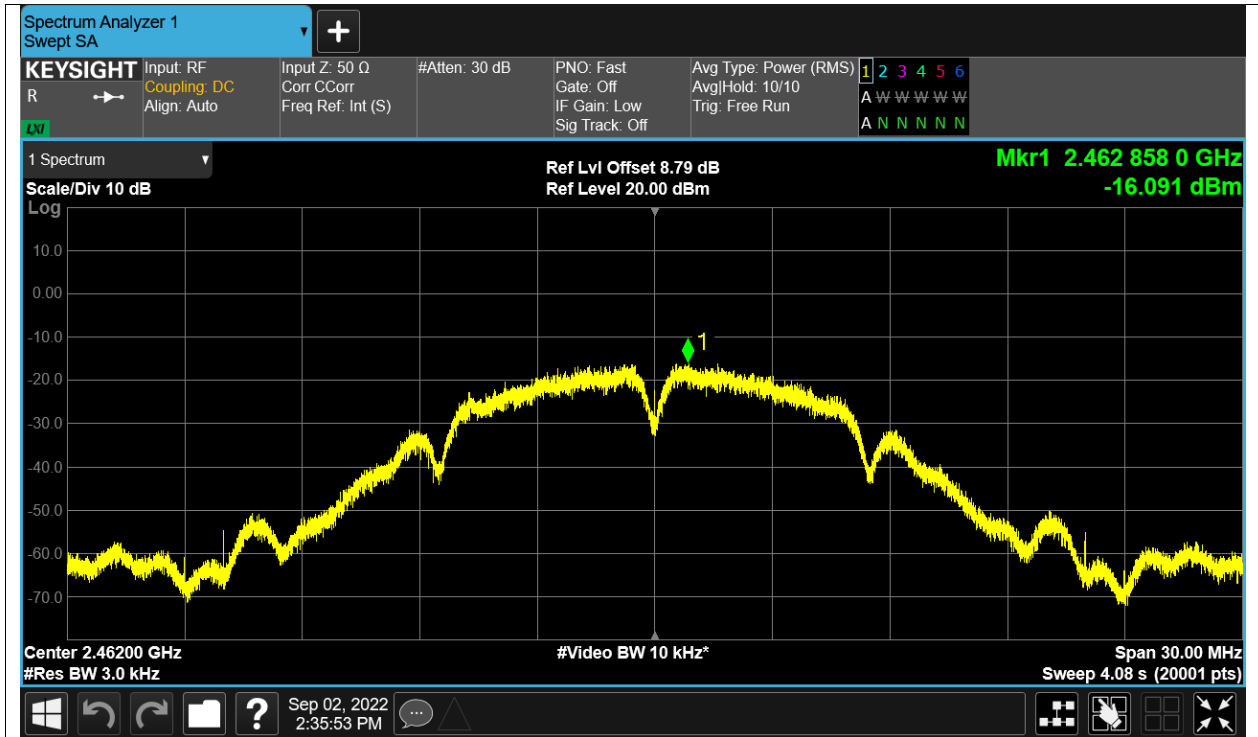 Spectrum Analyzer 1
Swept SA
+
KEYSIGHT
R
LXI
Input: RF
Coupling: DC
Align: Auto
Input Z: 50 Ω
Corr CCorr
Freq Ref: Int (S)
#Atten: 30 dB
PNO: Fast
Gate: Off
IF Gain: Low
Sig Track: Off
Avg Type: Power (RMS)
Avg|Hold: 10/10
Trig: Free Run
1 2 3 4 5 6
A W W W W W
A N N N N N
1 Spectrum
Scale/Div 10 dB
Log
Ref Lvl Offset 8.79 dB
Ref Level 20.00 dBm
Mkr1 2.462 858 0 GHz
-16.091 dBm
10.0
0.00
-10.0
1
-20.0
-30.0
-40.0
-50.0
-60.0
-70.0
Center 2.46200 GHz
#Res BW 3.0 kHz
#Video BW 10 kHz*
Span 30.00 MHz
Sweep 4.08 s (20001 pts)
?
Sep 02, 2022
2:35:53 PM